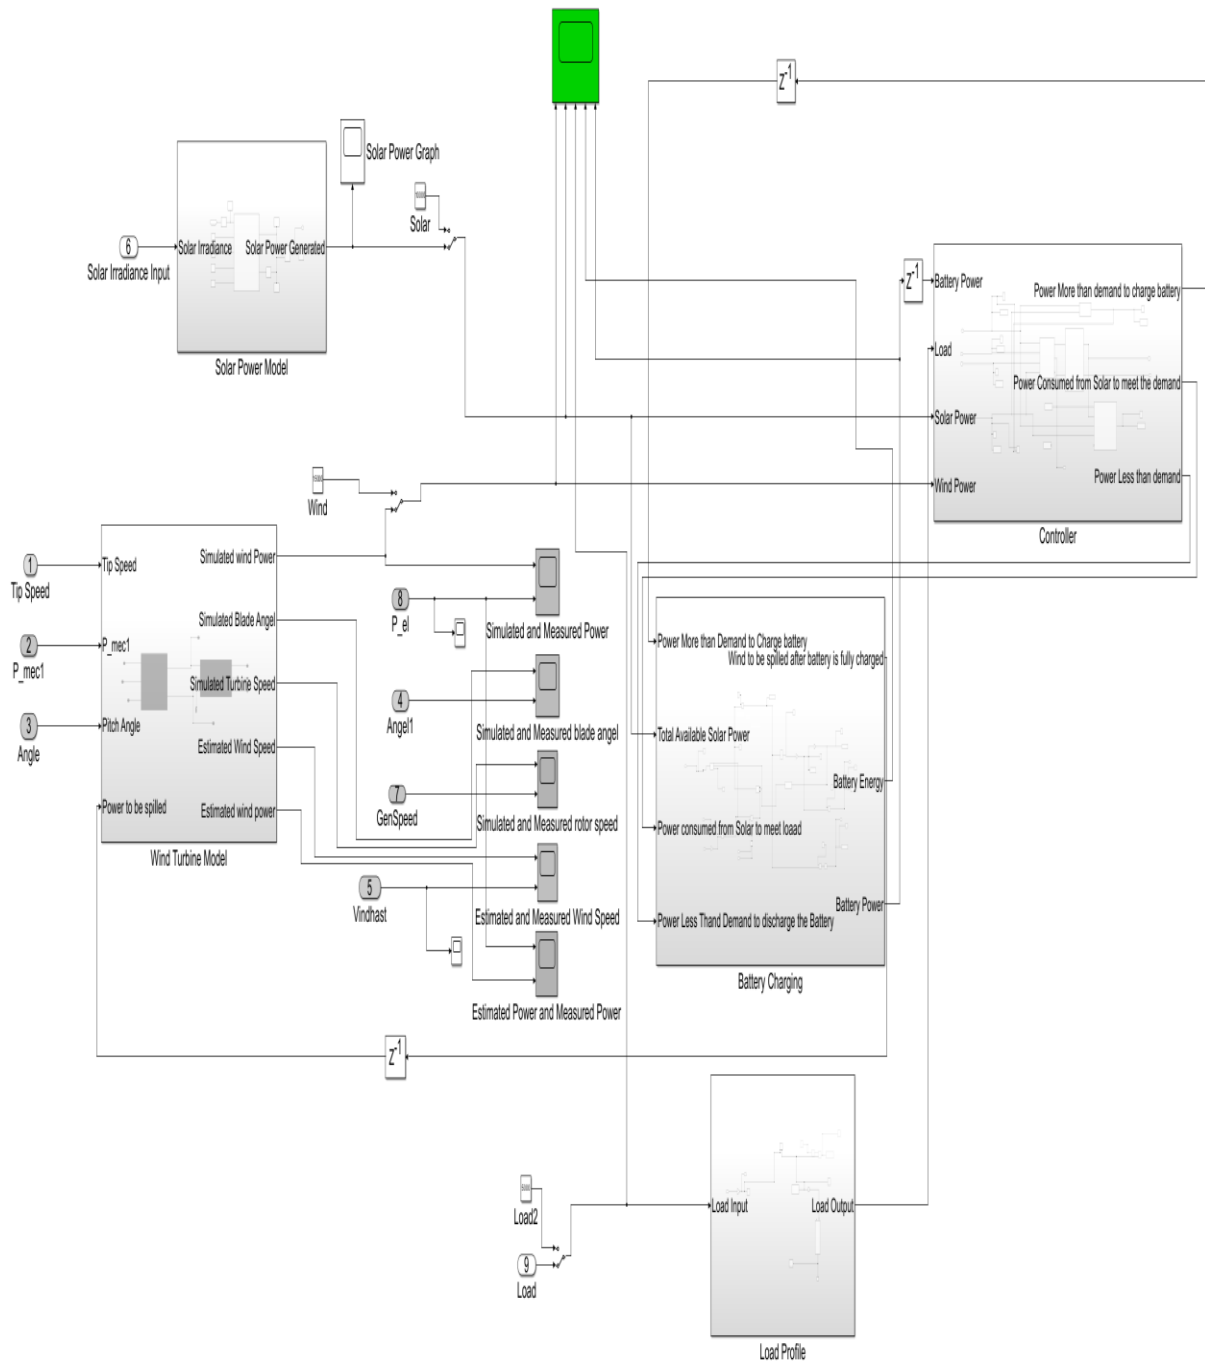 z-1
Solar Power Graph
Solar
6
Solar Irradiance Input
Solar Irradiance
Solar Power Generated
Solar Power Model
z-1
Battery Power
Power More than demand to charge battery
Load
Power Consumed from Solar to meet the demand
Solar Power
Power Less than demand
Wind Power
Controller
Wind
1
Tip Speed
Tip Speed
Simulated wind Power
2
P_mec1
P_mec1
Simulated Blade Angel
3
Angle
Pitch Angle
Simulated Turbine Speed
Estimated Wind Speed
Power to be spilled
Estimated wind power
Wind Turbine Model
8
P_el
Simulated and Measured Power
4
Angel1
Simulated and Measured blade angel
7
GenSpeed
Simulated and Measured rotor speed
5
Vindhast
Estimated and Measured Wind Speed
Estimated Power and Measured Power
Power More than Demand to Charge battery
Wind to be spilled after battery is fully charged
Total Available Solar Power
Battery Energy
Power consumed from Solar to meet loaad
Battery Power
Power Less Thand Demand to discharge the Battery
Battery Charging
z-1
Load2
9
Load
Load Input
Load Output
Load Profile